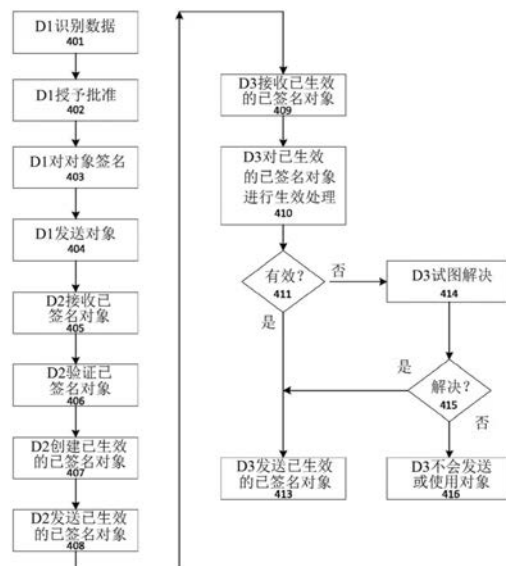 D1识别数据
401
D1授予批准
402
D1对对象签名
403
D1发送对象
404
D2接收已
签名对象
405
D2验证已
签名对象
406
D2创建已生效
的已签名对象
407
D2发送已生效
的已签名对象
408
D3接收已生效
的已签名对象
409
D3对已生效
的已签名对象
进行生效处理
410
有效？
411
否
是
D3试图解决
414
是
解决？
415
否
D3发送已生效
的已签名对象
413
D3不会发送
或使用对象
416